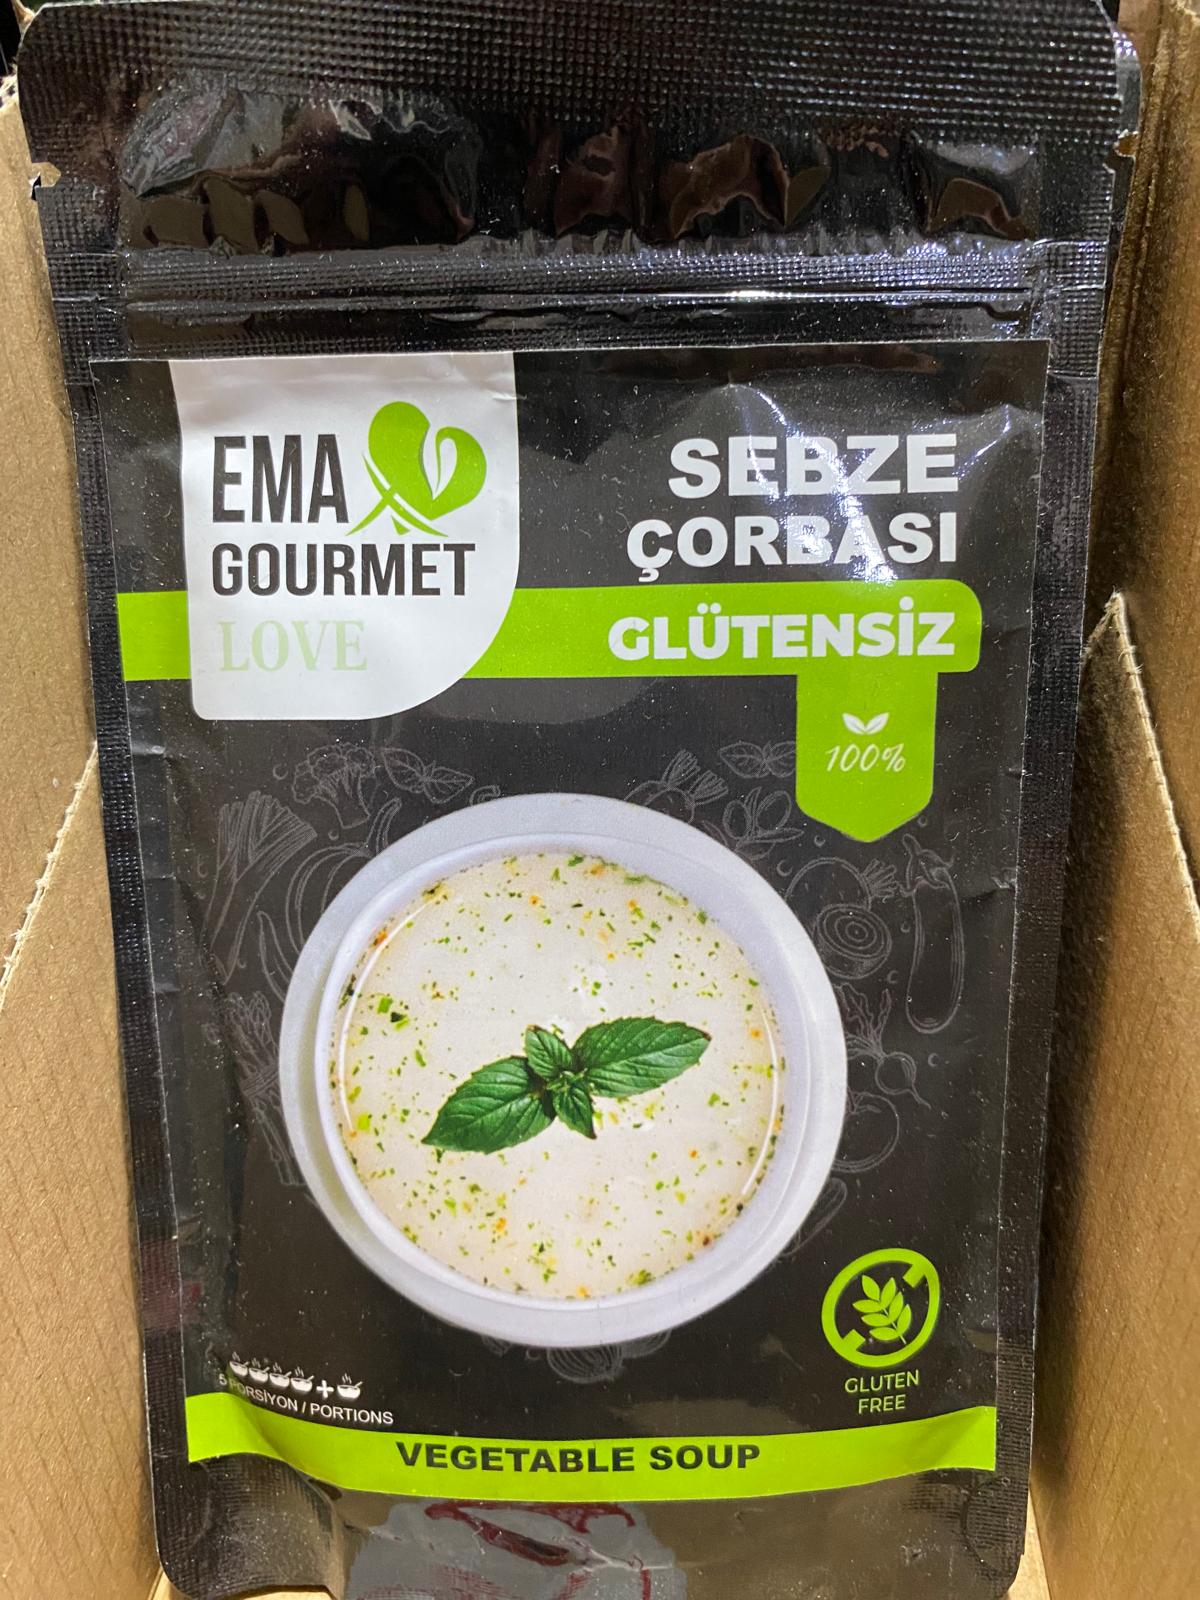 EMA
GOURMET
LOVE
SEBZE
ÇORBASI
GLÜTENSİZ
100%
5 PORSİYON / PORTIONS
GLUTEN
FREE
VEGETABLE SOUP